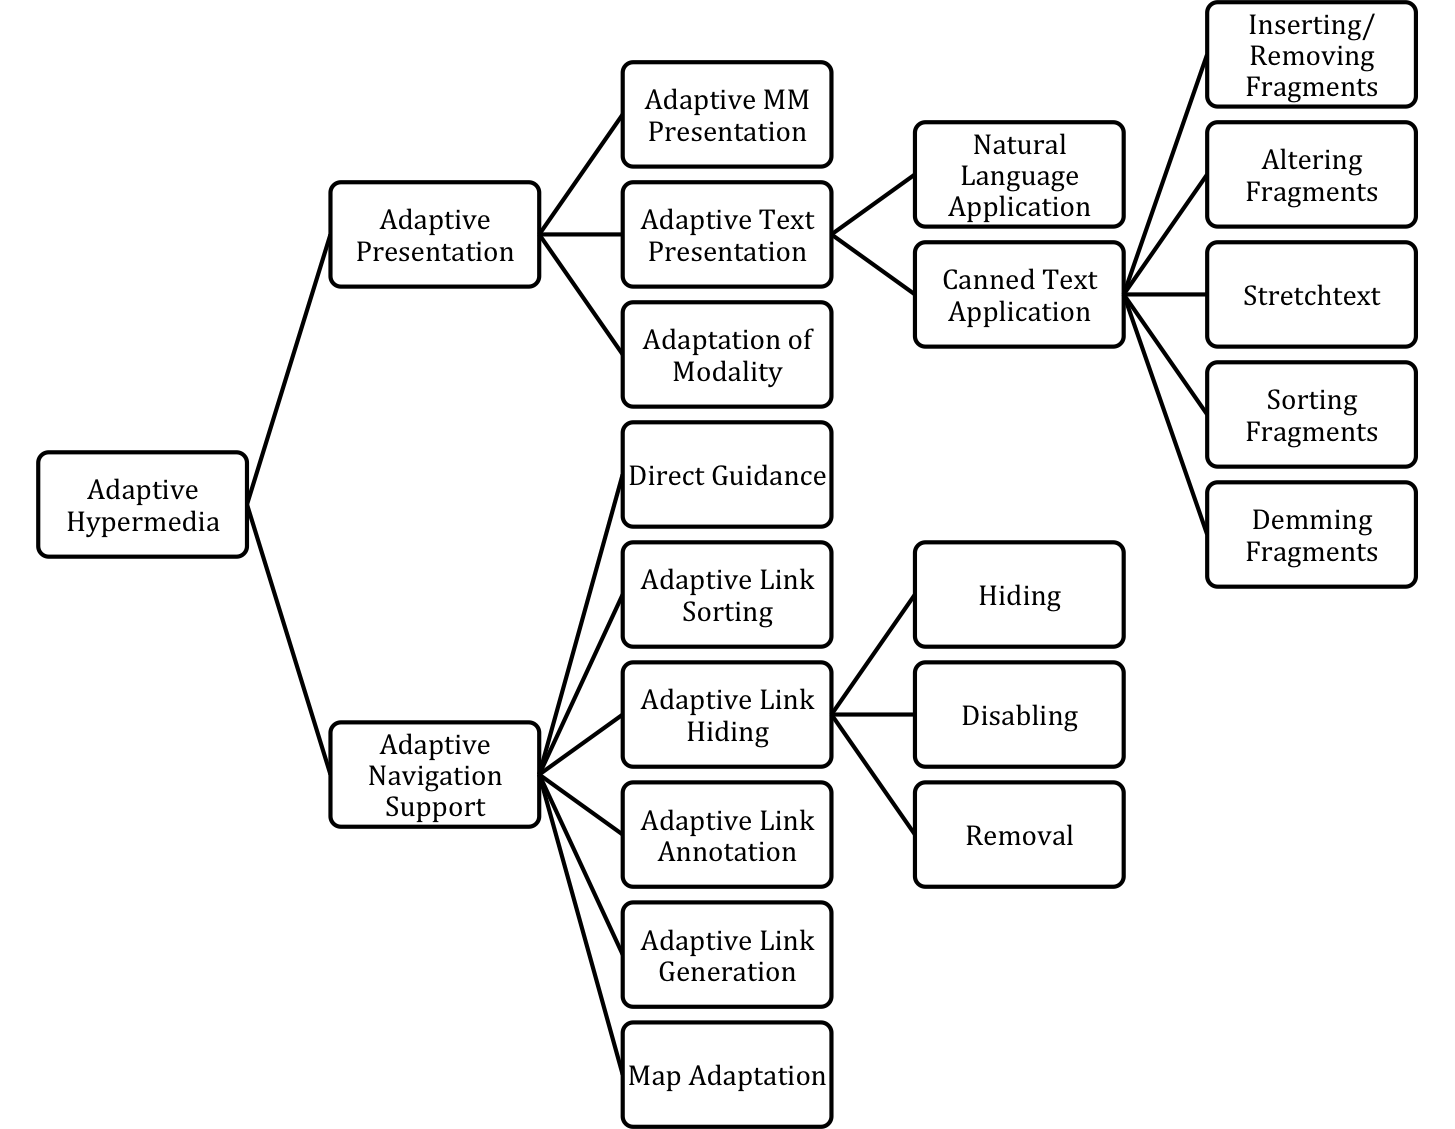 Adaptive
Hypermedia
Adaptive
Presentation
Adaptive MM
Presentation
Adaptive Text
Presentation
Natural
Language
Application
Canned Text
Application
Inserting/
Removing
Fragments
Altering
Fragments
Stretchtext
Sorting
Fragments
Demming
Fragments
Adaptation of
Modality
Adaptive
Navigation
Support
Direct Guidance
Adaptive Link
Sorting
Adaptive Link
Hiding
Hiding
Disabling
Removal
Adaptive Link
Annotation
Adaptive Link
Generation
Map Adaptation